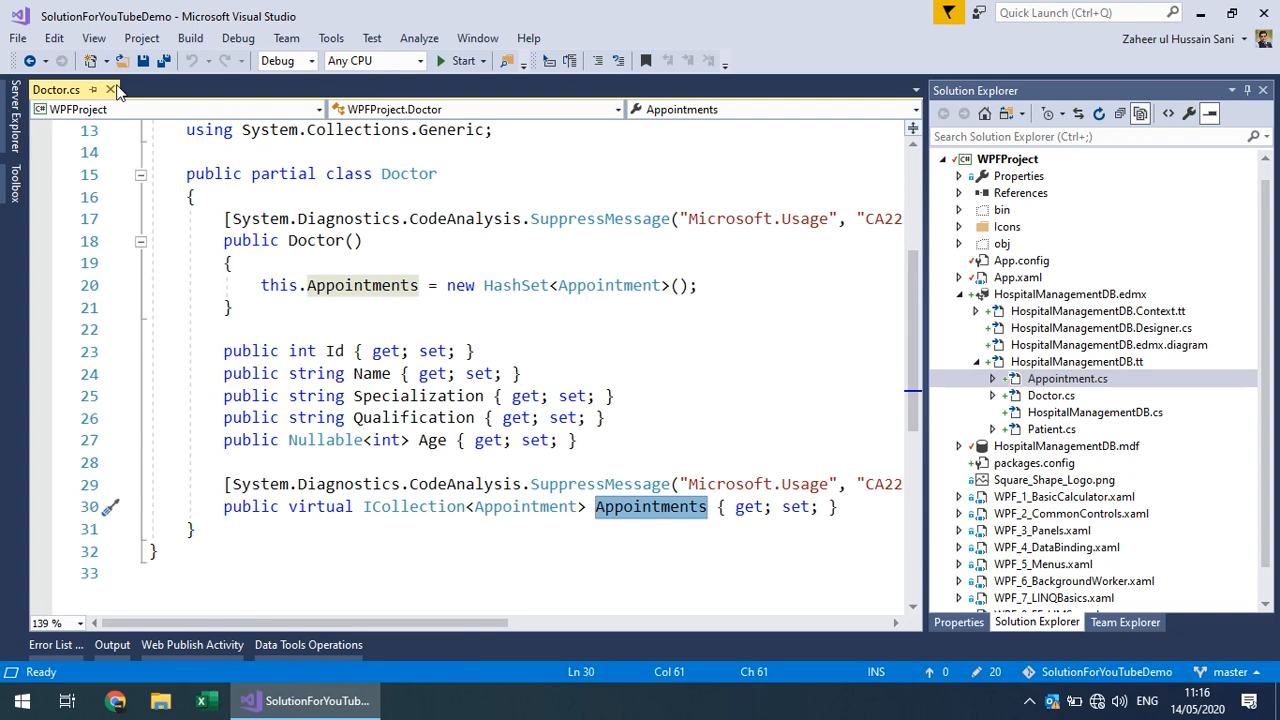 SolutionForYouTubeDemo - Microsoft Visual Studio
Quick Launch (Ctrl+Q)
File Edit View Project Build Debug Team Tools Test Analyze Window Help
Zaheer ul Hussain Sani
Debug Any CPU Start
Server Explorer
Toolbox
Doctor.cs
WPFProject WPFProject.Doctor Appointments
13 using System.Collections.Generic;
14
15 public partial class Doctor
16 {
17 [System.Diagnostics.CodeAnalysis.SuppressMessage("Microsoft.Usage", "CA22
18 public Doctor()
19 {
20 this.Appointments = new HashSet<Appointment>();
21 }
22
23 public int Id { get; set; }
24 public string Name { get; set; }
25 public string Specialization { get; set; }
26 public string Qualification { get; set; }
27 public Nullable<int> Age { get; set; }
28
29 [System.Diagnostics.CodeAnalysis.SuppressMessage("Microsoft.Usage", "CA22
30 public virtual ICollection<Appointment> Appointments { get; set; }
31 }
32 }
33
139 %
Solution Explorer
Search Solution Explorer (Ctrl+;)
WPFProject
Properties
References
bin
Icons
obj
App.config
App.xaml
HospitalManagementDB.edmx
HospitalManagementDB.Context.tt
HospitalManagementDB.Designer.cs
HospitalManagementDB.edmx.diagram
HospitalManagementDB.tt
Appointment.cs
Doctor.cs
HospitalManagementDB.cs
Patient.cs
HospitalManagementDB.mdf
packages.config
Square_Shape_Logo.png
WPF_1_BasicCalculator.xaml
WPF_2_CommonControls.xaml
WPF_3_Panels.xaml
WPF_4_DataBinding.xaml
WPF_5_Menus.xaml
WPF_6_BackgroundWorker.xaml
WPF_7_LINQBasics.xaml
Properties Solution Explorer Team Explorer
Error List ... Output Web Publish Activity Data Tools Operations
Ready Ln 30 Col 61 Ch 61 INS 0 20 SolutionForYouTubeDemo master
SolutionForYouTub... ENG 11:16
14/05/2020